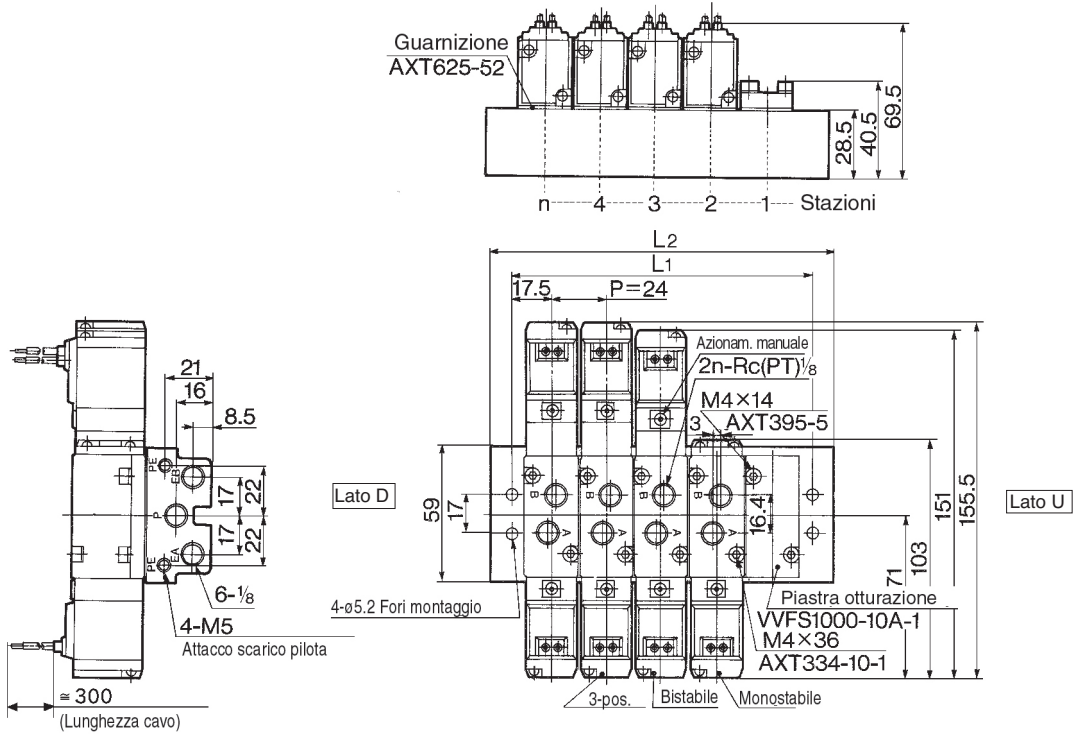 Guarnizione
AXT625-52
28.5
40.5
69.5
n 4 3 2 1 Stazioni
L2
L1
17.5 P=24
Azionam. manuale
2n-Rc(PT)1/8
M4×14
3 AXT395-5
21
16
8.5
PE
EB
P
EA
PE
17
22
17
22
6-1/8
4-M5
Attacco scarico pilota
≅ 300
(Lunghezza cavo)
Lato D
59
17
B B B B
A A A A
16.4
71
103
151
155.5
Lato U
4-ø5.2 Fori montaggio
Piastra otturazione
VVFS1000-10A-1
M4×36
AXT334-10-1
3-pos. Bistabile Monostabile